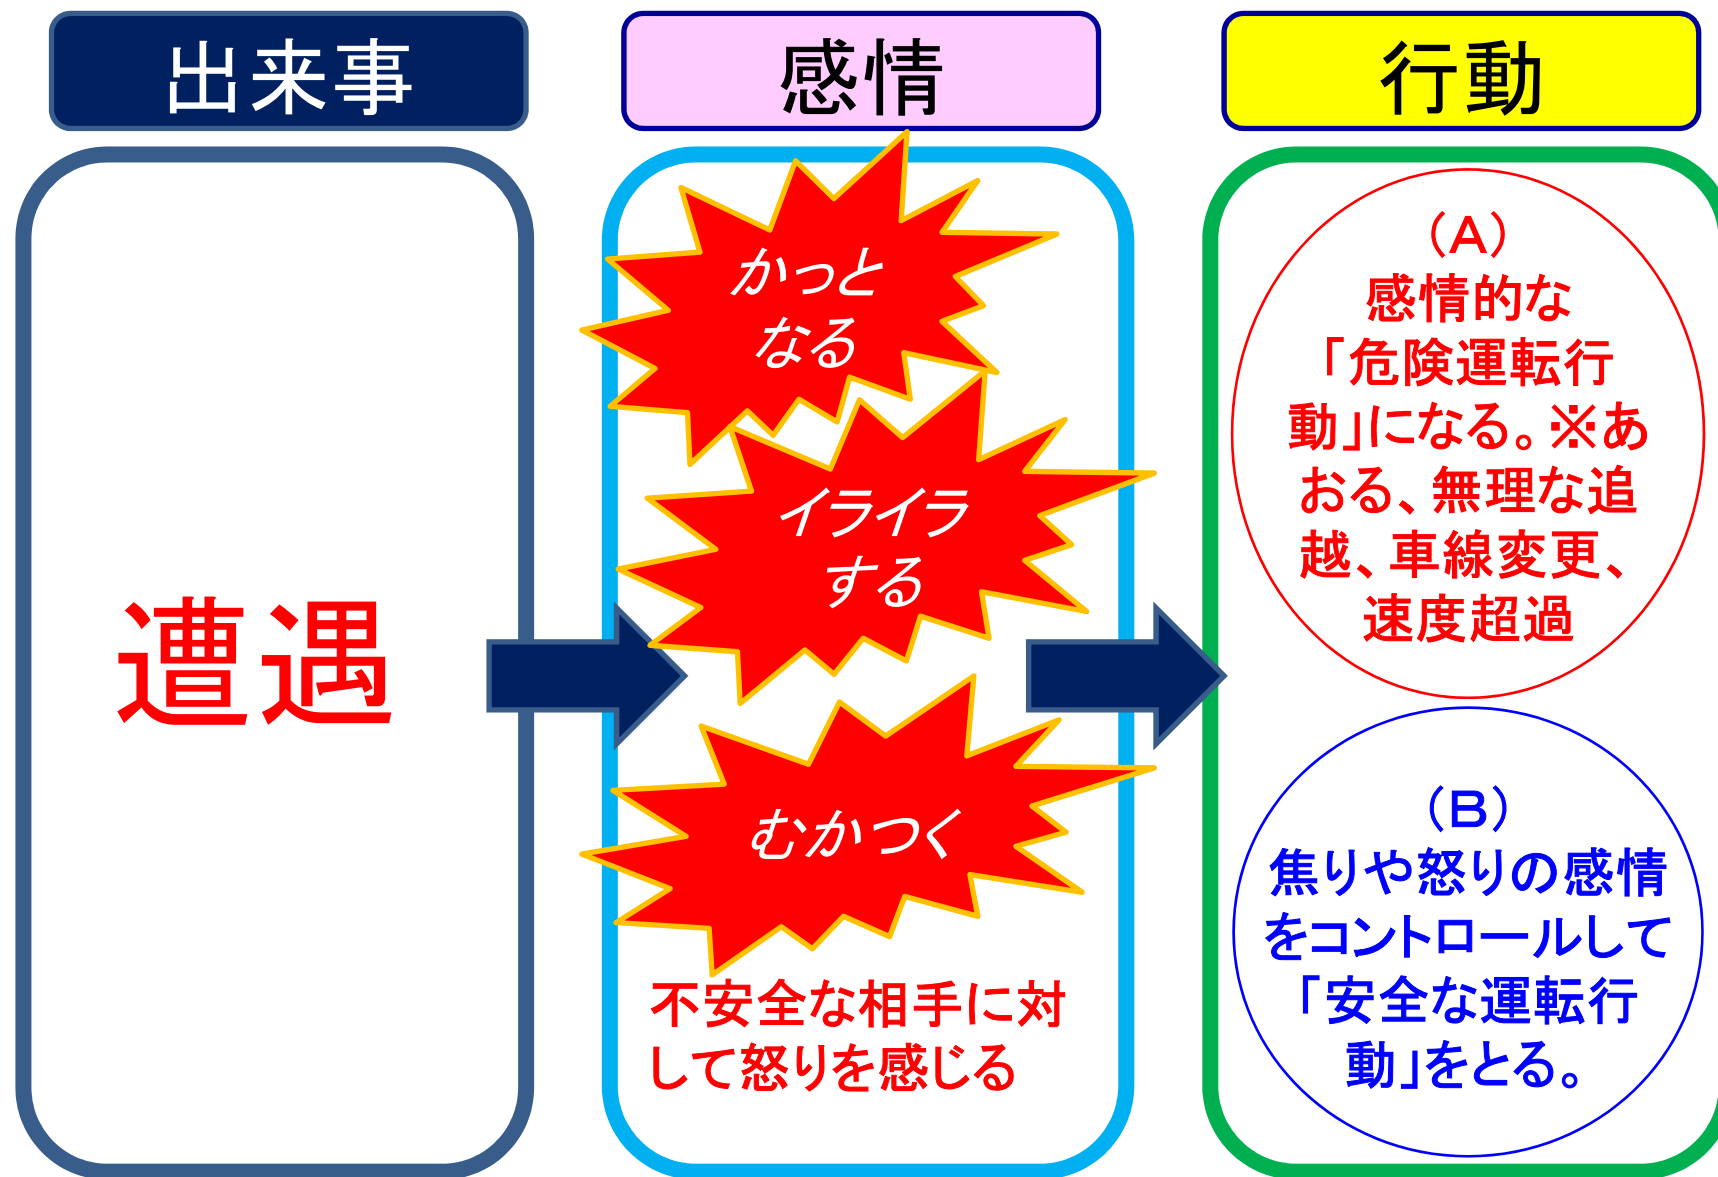 出来事
感情
行動
遭遇
かっと
なる
イライラ
する
むかつく
不安全な相手に対
して怒りを感じる
（A）
感情的な
「危険運転行
動」になる。※あ
おる、無理な追
越、車線変更、
速度超過
（B）
焦りや怒りの感情
をコントロールして
「安全な運転行
動」をとる。